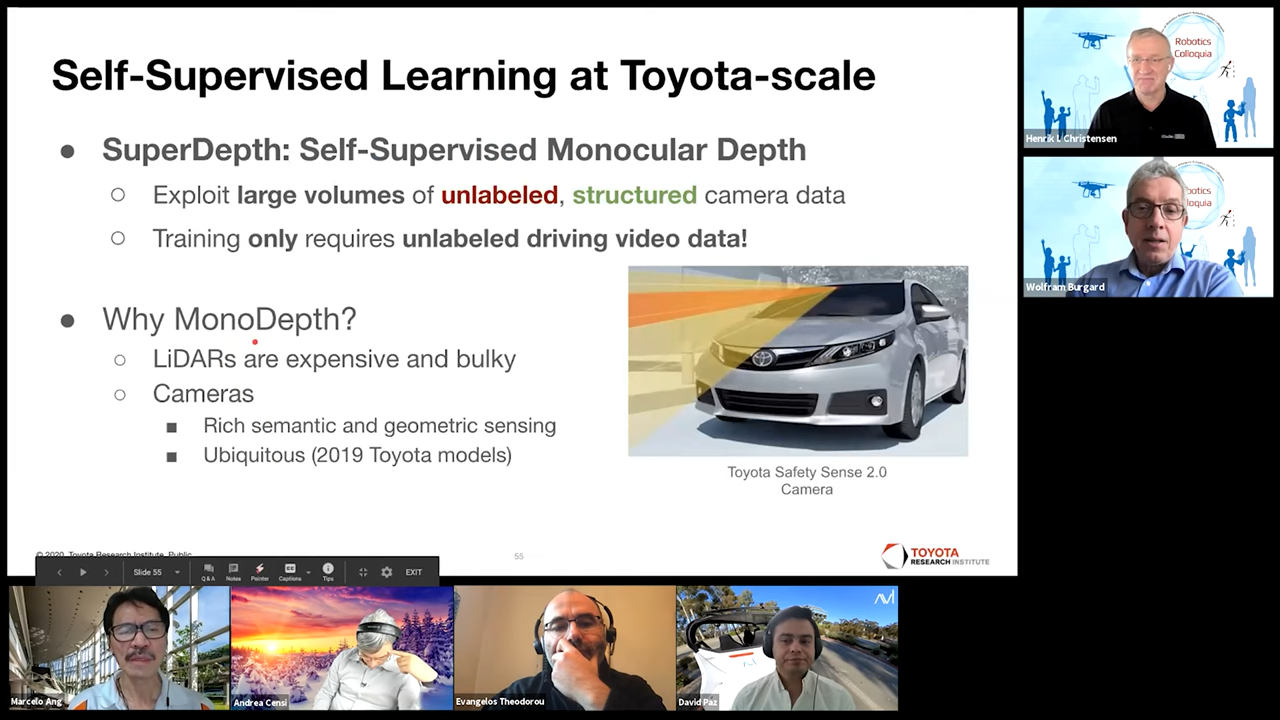 Self-Supervised Learning at Toyota-scale
● SuperDepth: Self-Supervised Monocular Depth
○ Exploit large volumes of unlabeled, structured camera data
○ Training only requires unlabeled driving video data!
● Why MonoDepth?
○ LiDARs are expensive and bulky
○ Cameras
■ Rich semantic and geometric sensing
■ Ubiquitous (2019 Toyota models)
Toyota Safety Sense 2.0
Camera
© 2020 Toyota Research Institute. Public
55
TOYOTA
RESEARCH INSTITUTE
Slide 55
Q & A
Notes
Pointer
Captions
Tips
EXIT
Robotics
Colloquia
Henrik I Christensen
Wolfram Burgard
Marcelo Ang
Andrea Censi
Evangelos Theodorou
David Paz